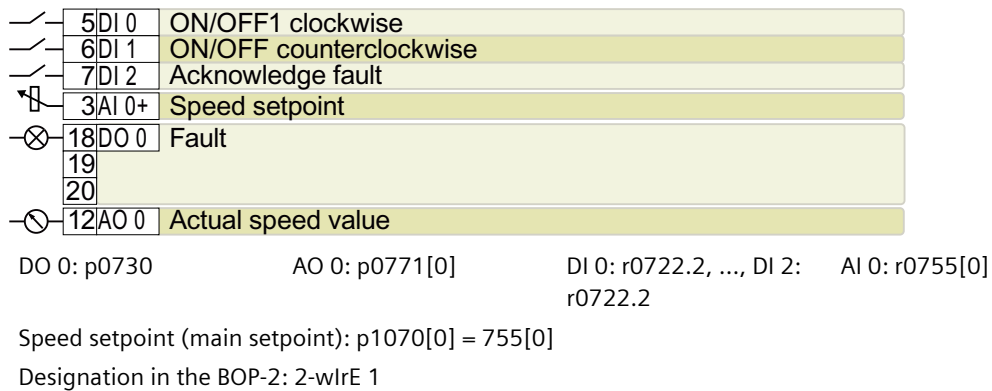 5 DI 0 ON/OFF1 clockwise
6 DI 1 ON/OFF counterclockwise
7 DI 2 Acknowledge fault
3 AI 0+ Speed setpoint
18 DO 0 Fault
19
20
12 AO 0 Actual speed value
DO 0: p0730 AO 0: p0771[0] DI 0: r0722.2, ..., DI 2: AI 0: r0755[0]
r0722.2
Speed setpoint (main setpoint): p1070[0] = 755[0]
Designation in the BOP-2: 2-wIrE 1